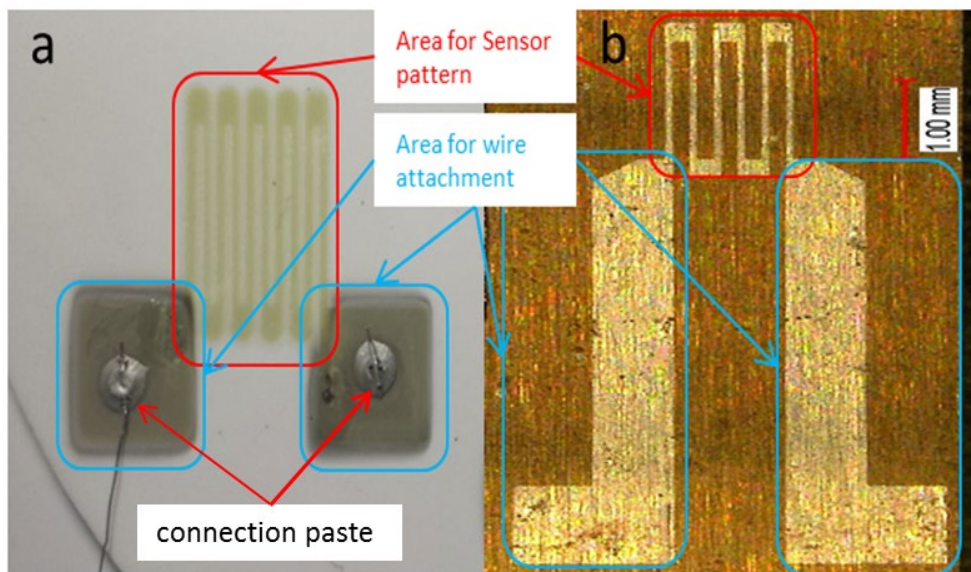 a
Area for Sensor
pattern
b
Area for wire
attachment
1.00 mm
connection paste